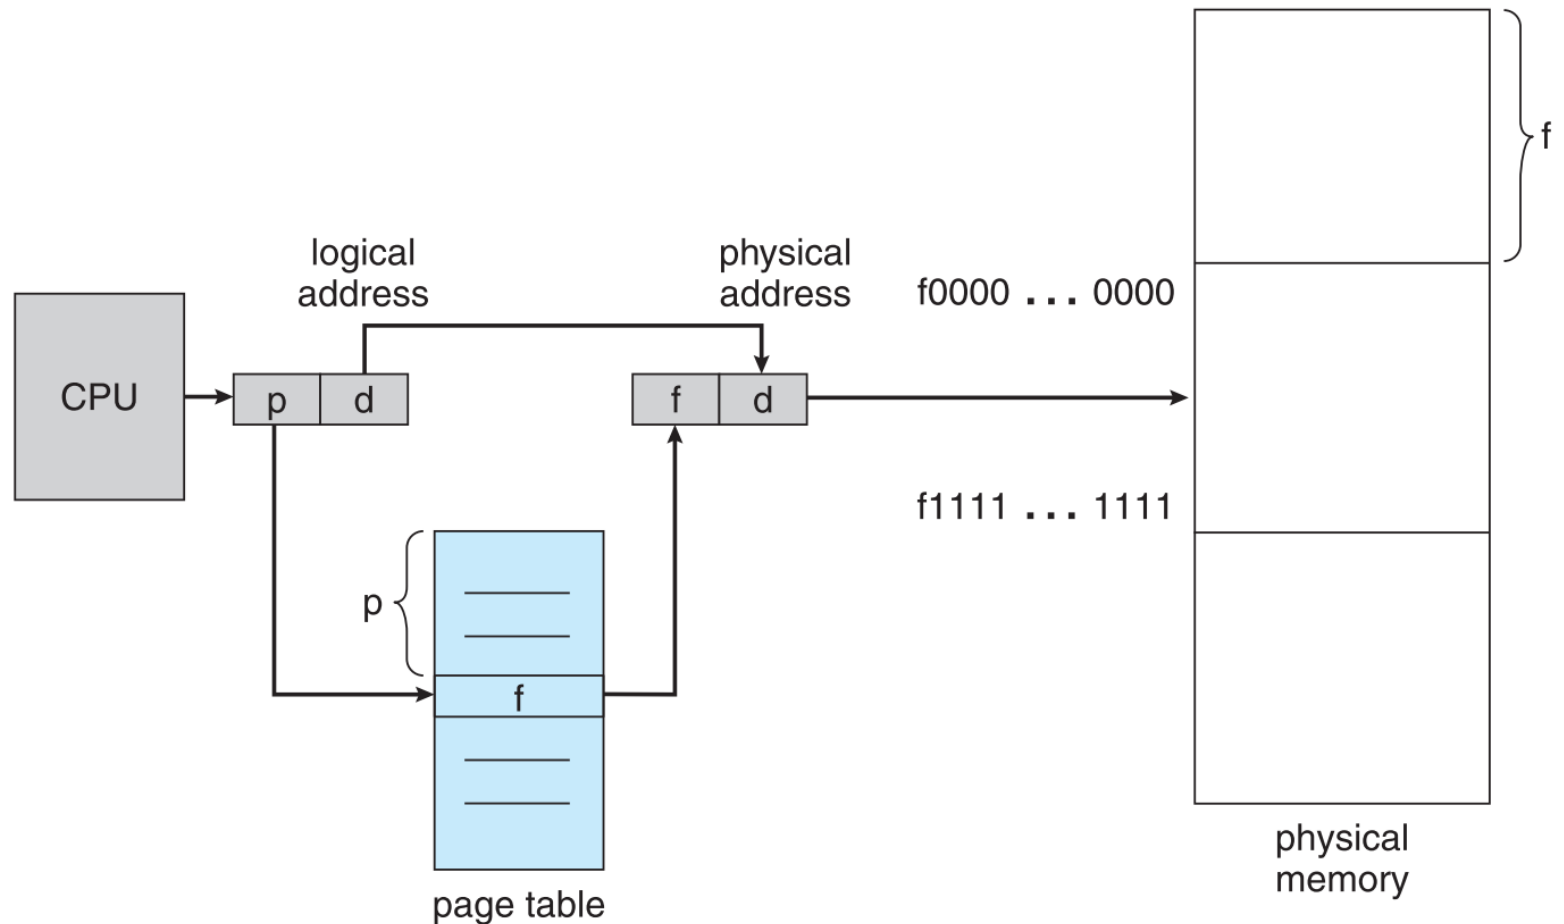 f
logical
address
physical
address
f0000 ... 0000
CPU
p
d
f
d
f1111 ... 1111
p
f
physical
memory
page table